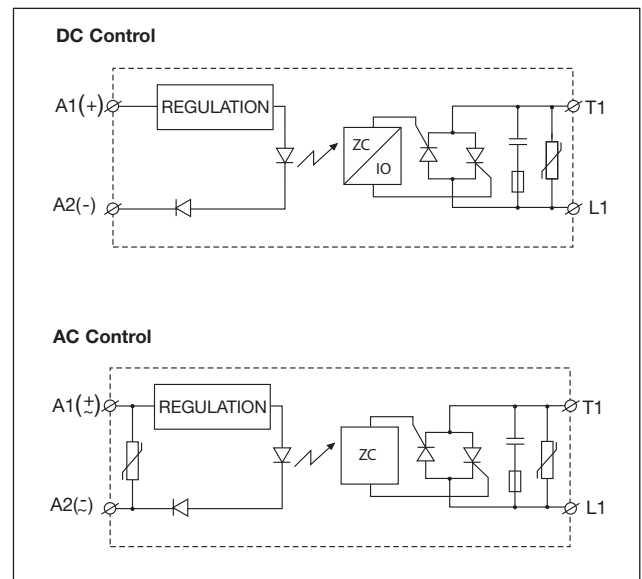 DC Control
A1(+)
REGULATION
T1
ZC
IO
A2(-)
L1
AC Control
A1(±~)
REGULATION
T1
ZC
A2(-~)
L1